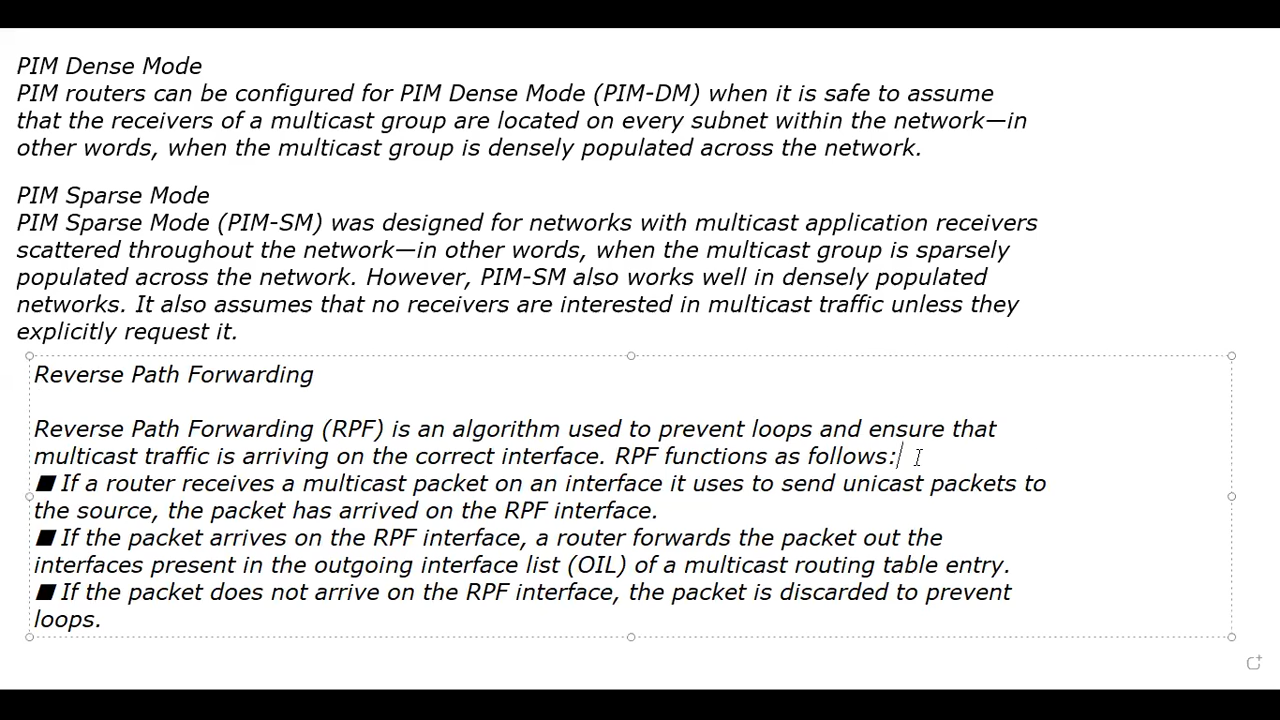 PIM Dense Mode
PIM routers can be configured for PIM Dense Mode (PIM-DM) when it is safe to assume
that the receivers of a multicast group are located on every subnet within the network—in
other words, when the multicast group is densely populated across the network.
PIM Sparse Mode
PIM Sparse Mode (PIM-SM) was designed for networks with multicast application receivers
scattered throughout the network—in other words, when the multicast group is sparsely
populated across the network. However, PIM-SM also works well in densely populated
networks. It also assumes that no receivers are interested in multicast traffic unless they
explicitly request it.
Reverse Path Forwarding
Reverse Path Forwarding (RPF) is an algorithm used to prevent loops and ensure that
multicast traffic is arriving on the correct interface. RPF functions as follows:
■ If a router receives a multicast packet on an interface it uses to send unicast packets to
the source, the packet has arrived on the RPF interface.
■ If the packet arrives on the RPF interface, a router forwards the packet out the
interfaces present in the outgoing interface list (OIL) of a multicast routing table entry.
■ If the packet does not arrive on the RPF interface, the packet is discarded to prevent
loops.